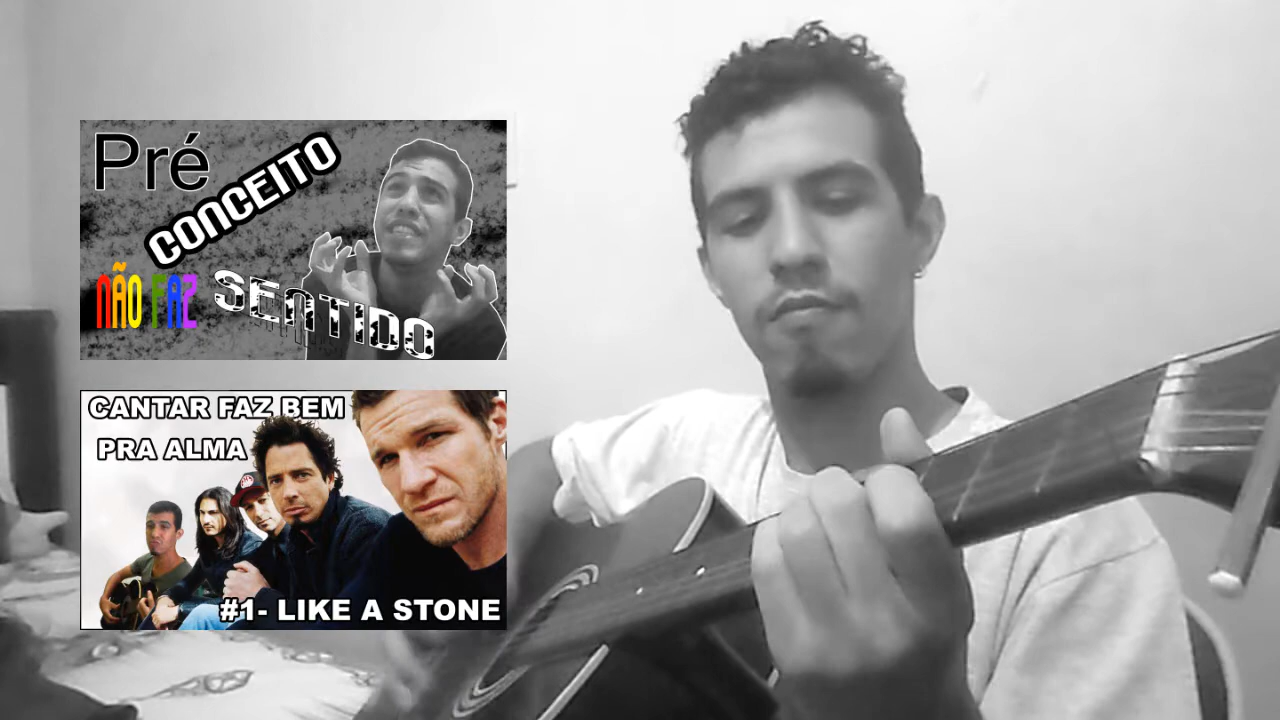 Pré
CONCEITO
NÃO FAZ SENTIDO
CANTAR FAZ BEM
PRA ALMA
#1- LIKE A STONE